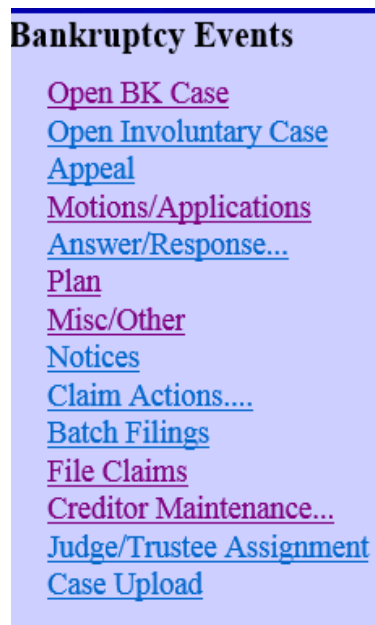 Bankruptcy Events
Open BK Case
Open Involuntary Case
Appeal
Motions/Applications
Answer/Response...
Plan
Misc/Other
Notices
Claim Actions....
Batch Filings
File Claims
Creditor Maintenance...
Judge/Trustee Assignment
Case Upload